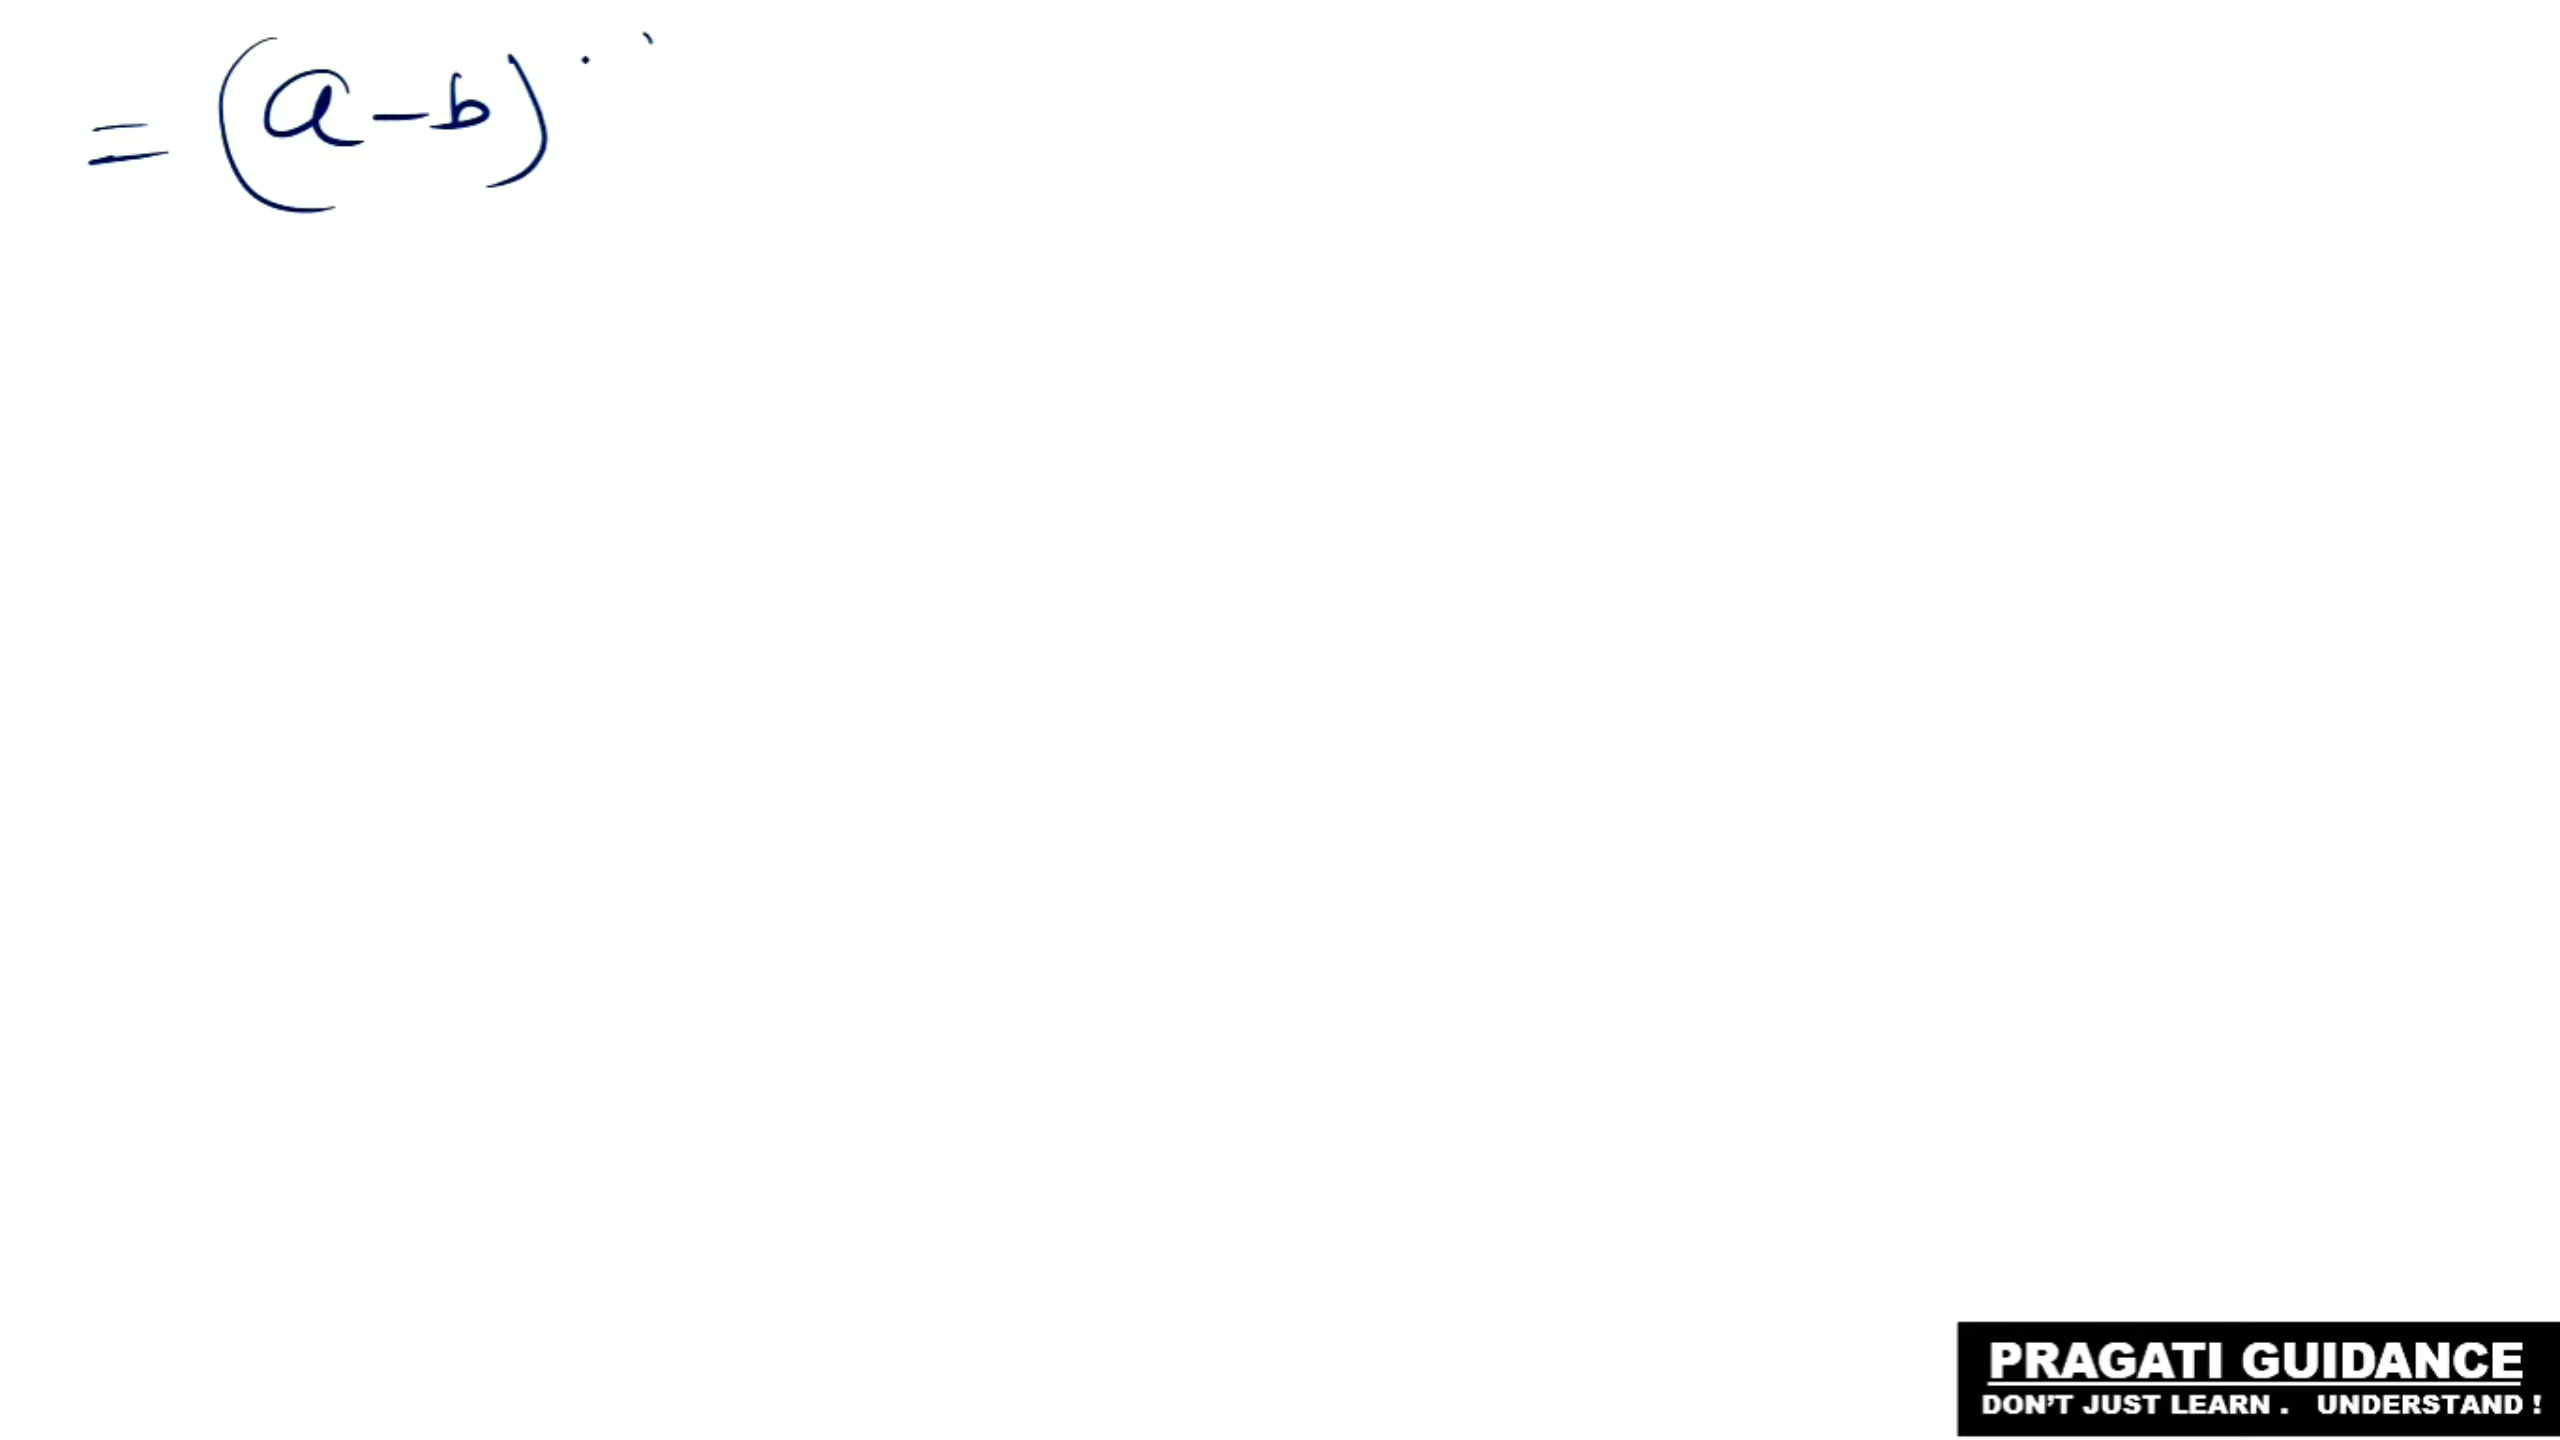 = (a-b)
PRAGATI GUIDANCE
DON'T JUST LEARN . UNDERSTAND !